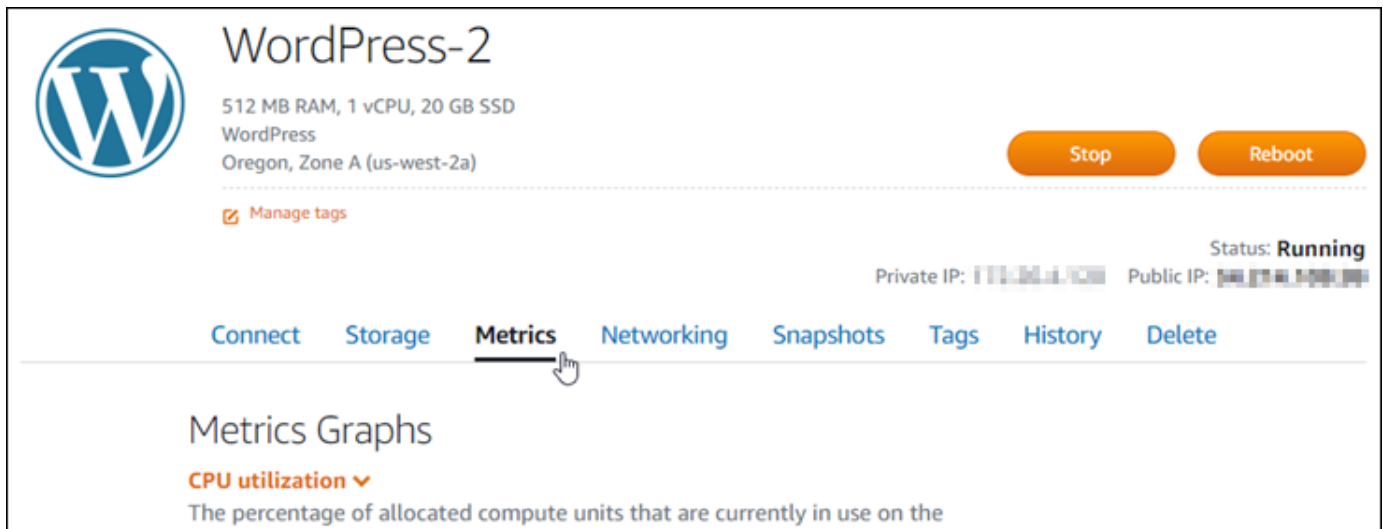 WordPress-2
512 MB RAM, 1 vCPU, 20 GB SSD
WordPress
Oregon, Zone A (us-west-2a)
Stop Reboot
Manage tags
Status: Running
Private IP: Public IP:
Connect Storage Metrics Networking Snapshots Tags History Delete
Metrics Graphs
CPU utilization
The percentage of allocated compute units that are currently in use on the